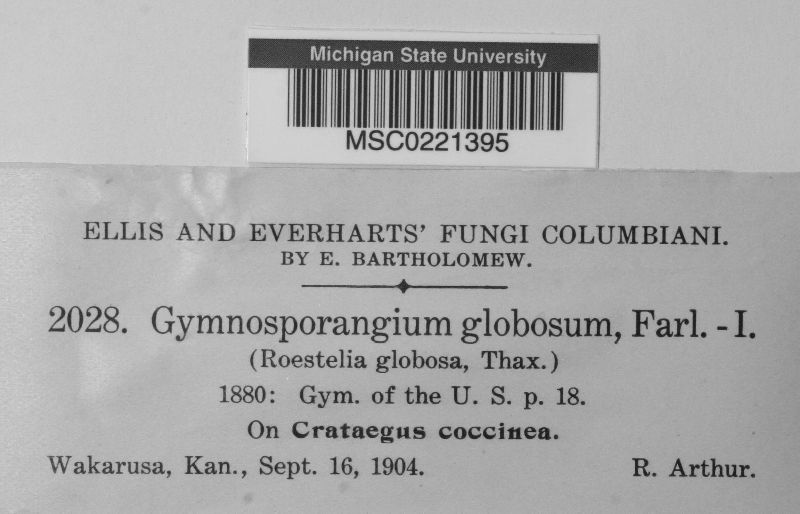 Michigan State University
MSC0221395
ELLIS AND EVERHARTS' FUNGI COLUMBIANI.
BY E. BARTHOLOMEW.
2028. Gymnosporangium globosum, Farl. - I.
(Roestelia globosa, Thax.)
1880: Gym. of the U. S. p. 18.
On Crataegus coccinea.
Wakarusa, Kan., Sept. 16, 1904. R. Arthur.